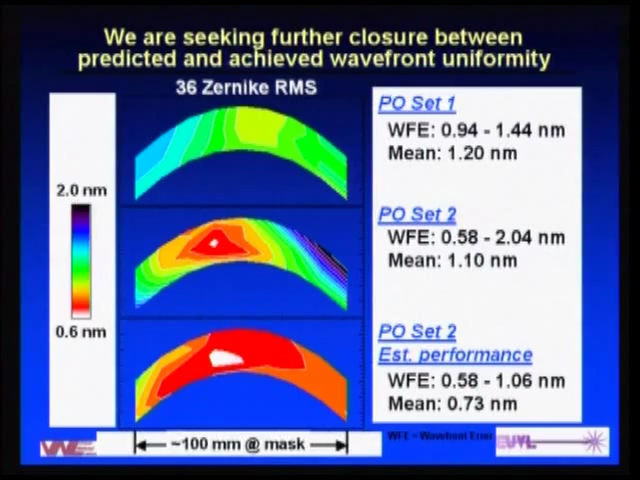 We are seeking further closure between
predicted and achieved wavefront uniformity
36 Zernike RMS
2.0 nm
0.6 nm
PO Set 1
WFE: 0.94 - 1.44 nm
Mean: 1.20 nm
PO Set 2
WFE: 0.58 - 2.04 nm
Mean: 1.10 nm
PO Set 2
Est. performance
WFE: 0.58 - 1.06 nm
Mean: 0.73 nm
~100 mm @ mask
WFE = Wavefront Error
EUVL